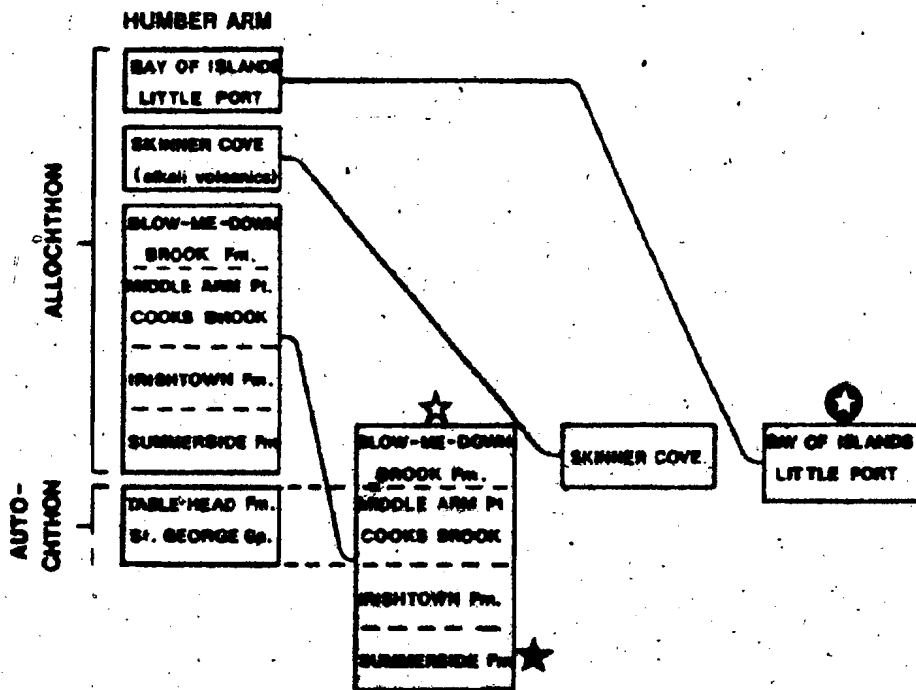 HUMBER ARM
BAY OF ISLANDS
LITTLE PORT
SKINNER COVE
(alkali volcanics)
BLOW-ME-DOWN
BROOK Fm.
MIDDLE ARM Pt.
COOKS BROOK
IRISHTOWN Fm.
SUMMERSIDE Fm
ALLOCHTHON
TABLE HEAD Fm.
St. GEORGE Gp.
AUTO-
CHTHON
BLOW-ME-DOWN
BROOK Fm.
MIDDLE ARM Pt
COOKS BROOK
IRISHTOWN Fm.
SUMMERSIDE Fm
SKINNER COVE
BAY OF ISLANDS
LITTLE PORT